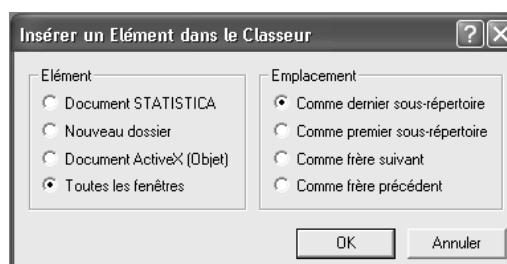 Insérer un Elément dans le Classeur
Elément
Document STATISTICA
Nouveau dossier
Document ActiveX (Objet)
Toutes les fenêtres
Emplacement
Comme dernier sous-répertoire
Comme premier sous-répertoire
Comme frère suivant
Comme frère précédent
OK
Annuler